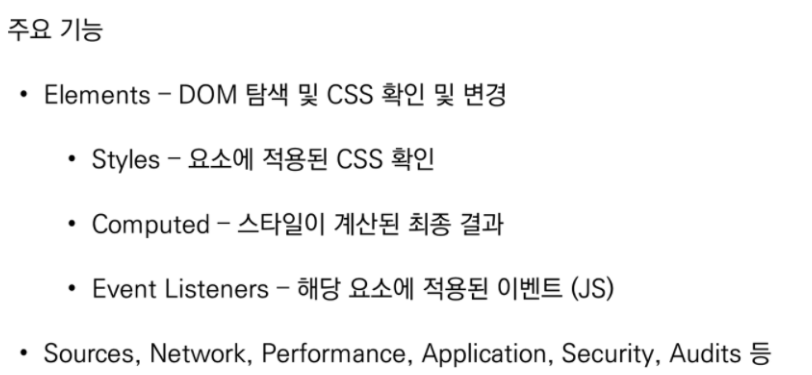 주요 기능
• Elements – DOM 탐색 및 CSS 확인 및 변경
• Styles – 요소에 적용된 CSS 확인
• Computed – 스타일이 계산된 최종 결과
• Event Listeners – 해당 요소에 적용된 이벤트 (JS)
• Sources, Network, Performance, Application, Security, Audits 등